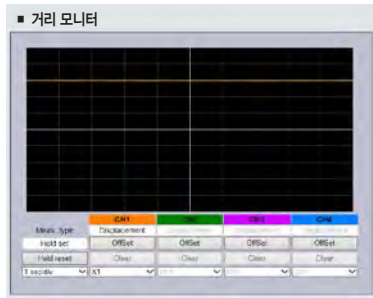 ■ 거리 모니터
CH1 CH2 CH3 CH4
Meas. type Displacement
Hold set OffSet OffSet OffSet OffSet
Hold reset Clear Clear Clear Clear
1 sec/div X1